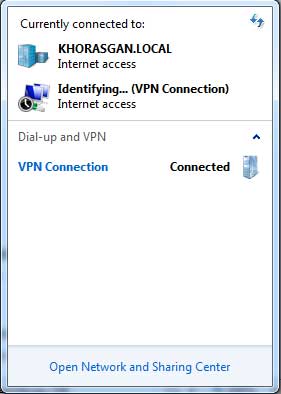 Currently connected to:
KHORASGAN.LOCAL
Internet access
Identifying... (VPN Connection)
Internet access
Dial-up and VPN
VPN Connection Connected
Open Network and Sharing Center